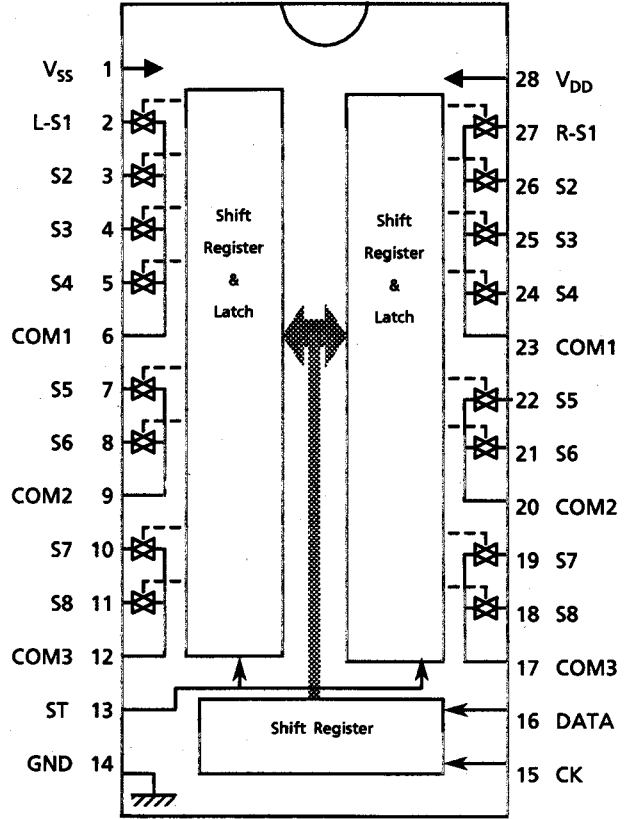 VSS 1
28 VDD
L-S1 2
27 R-S1
S2 3
26 S2
S3 4
25 S3
S4 5
24 S4
COM1 6
23 COM1
S5 7
22 S5
S6 8
21 S6
COM2 9
20 COM2
S7 10
19 S7
S8 11
18 S8
COM3 12
17 COM3
ST 13
16 DATA
GND 14
15 CK
Shift
Register
&
Latch
Shift
Register
&
Latch
Shift Register